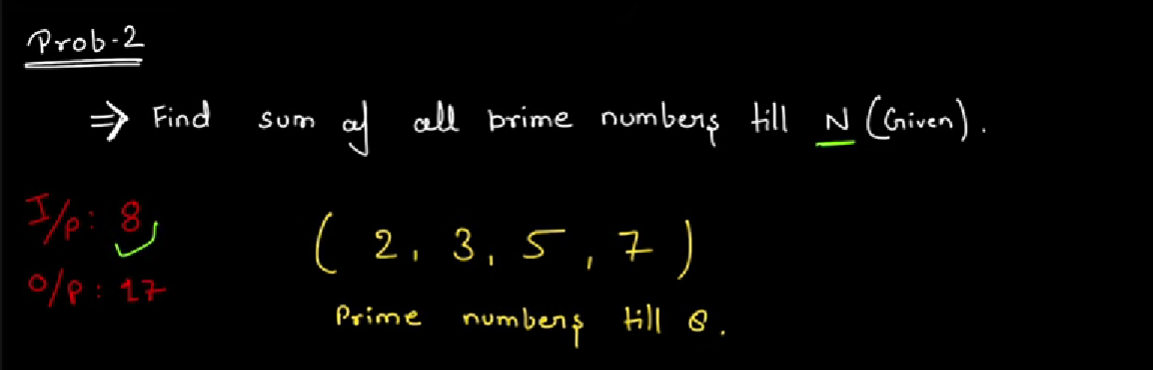 Prob-2
⇒ Find sum of all prime numbers till N (Given).
I/p: 8
( 2, 3, 5, 7 )
O/p: 17
Prime numbers till 8.